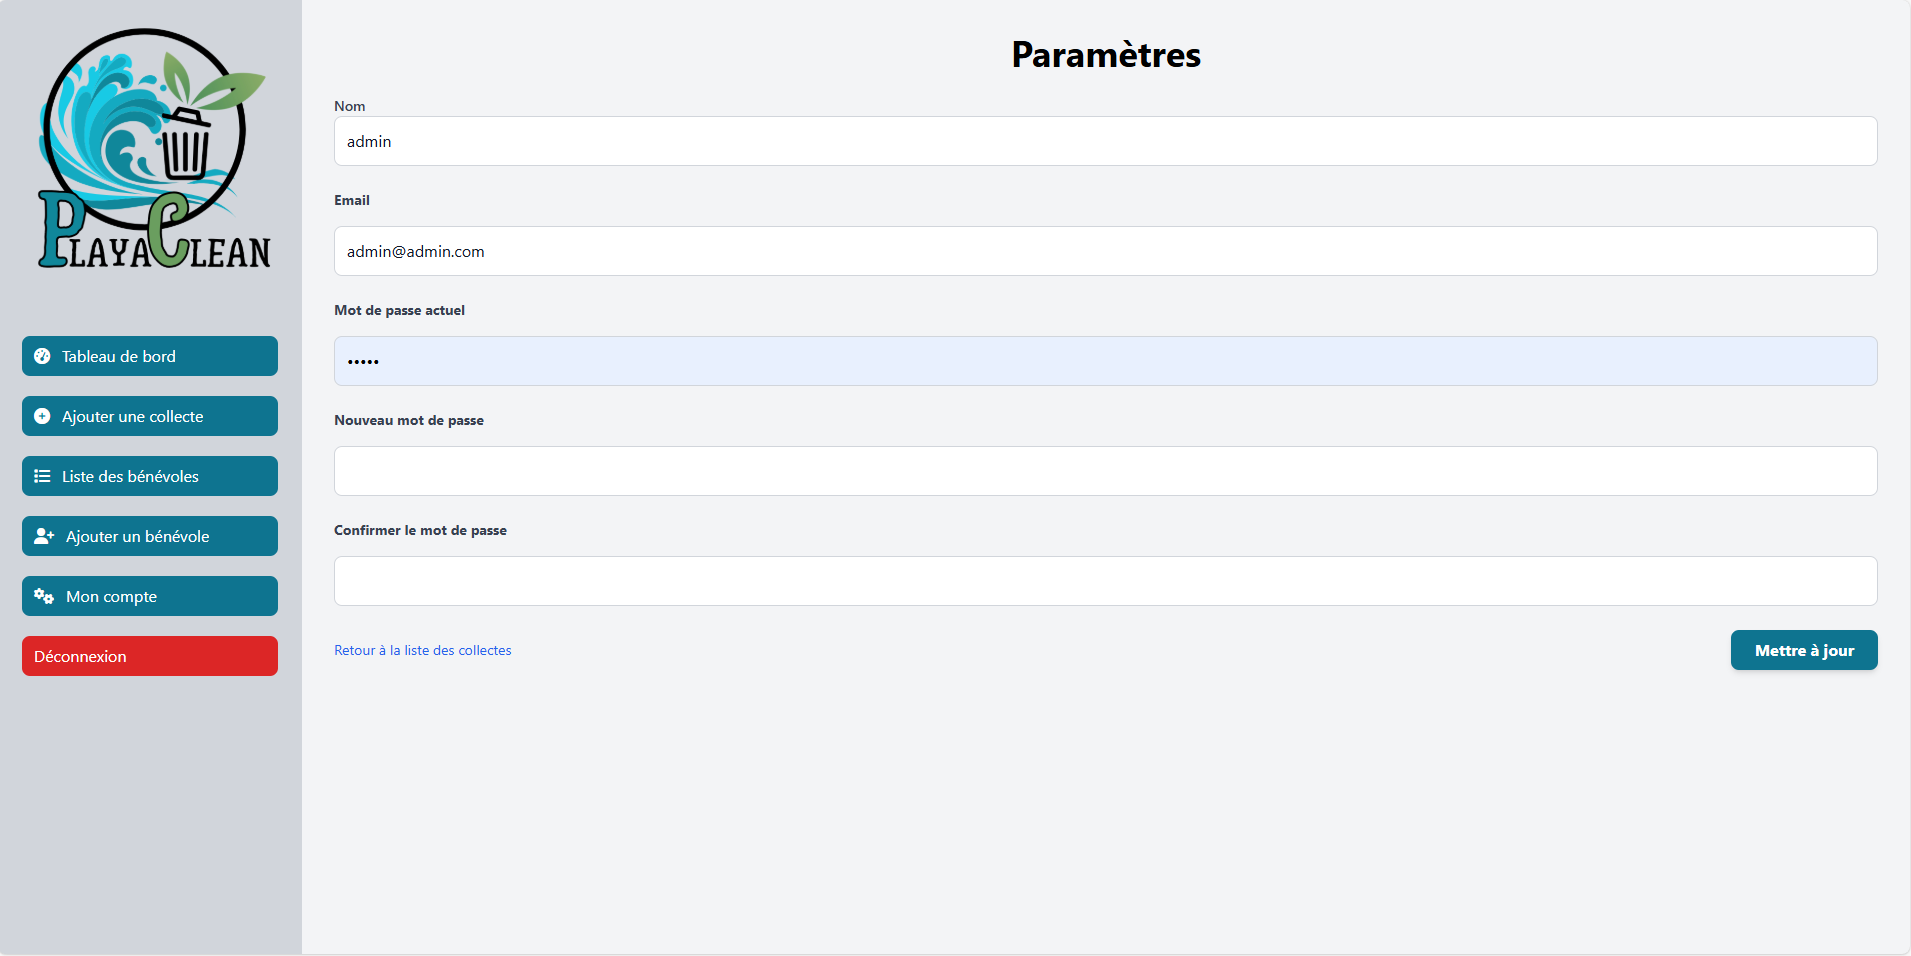 PlayaClean
Tableau de bord
Ajouter une collecte
Liste des bénévoles
Ajouter un bénévole
Mon compte
Déconnexion
Paramètres
Nom
admin
Email
admin@admin.com
Mot de passe actuel
•••••
Nouveau mot de passe
Confirmer le mot de passe
Retour à la liste des collectes
Mettre à jour